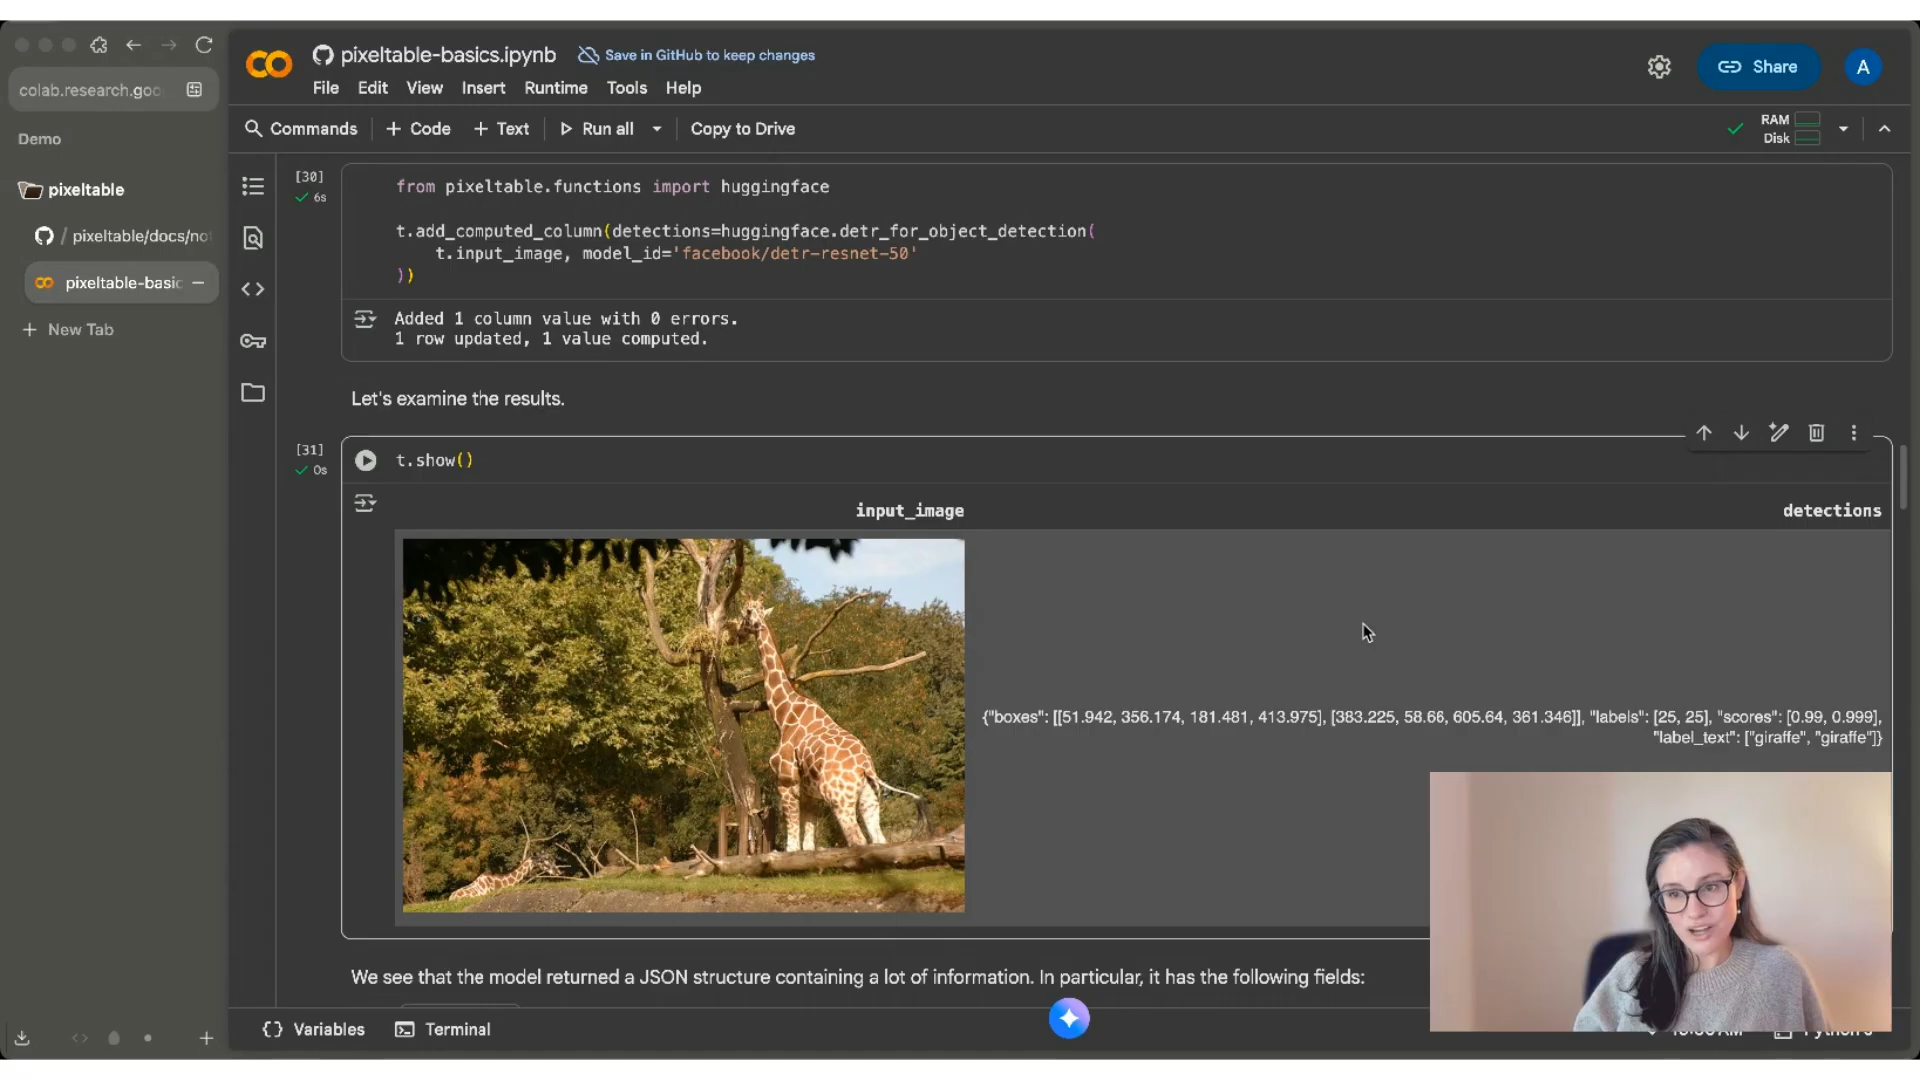 colab.research.goo
Demo
pixeltable
/ pixeltable/docs/no
pixeltable-basic
New Tab
pixeltable-basics.ipynb
Save in GitHub to keep changes
File Edit View Insert Runtime Tools Help
Share
A
Commands + Code + Text Run all Copy to Drive
RAM
Disk
[30]
6s
from pixeltable.functions import huggingface
t.add_computed_column(detections=huggingface.detr_for_object_detection(
t.input_image, model_id='facebook/detr-resnet-50'
))
Added 1 column value with 0 errors.
1 row updated, 1 value computed.
Let's examine the results.
[31]
0s
t.show()
input_image detections
{"boxes": [[51.942, 356.174, 181.481, 413.975], [383.225, 58.66, 605.64, 361.346]], "labels": [25, 25], "scores": [0.99, 0.999],
"label_text": ["giraffe", "giraffe"]}
We see that the model returned a JSON structure containing a lot of information. In particular, it has the following fields:
Variables Terminal